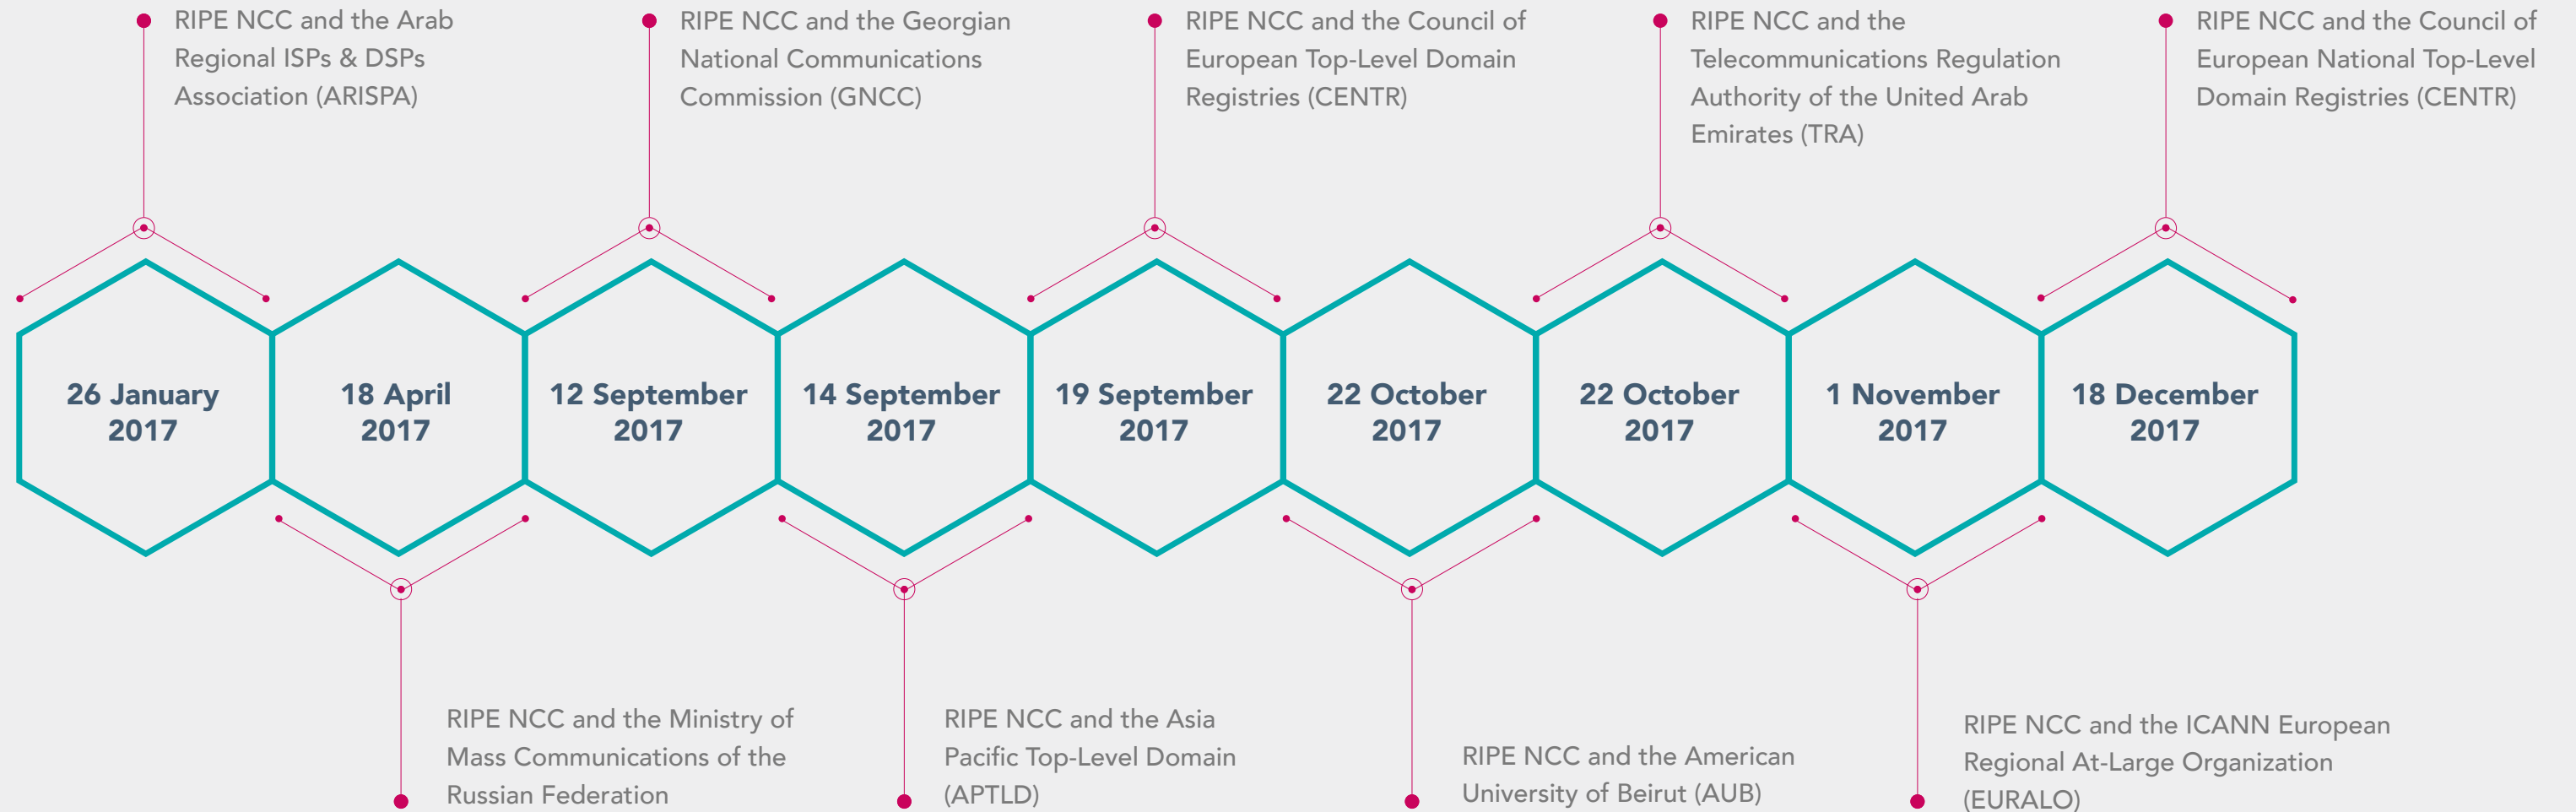 RIPE NCC and the Arab
Regional ISPs & DSPs
Association (ARISPA)
RIPE NCC and the Georgian
National Communications
Commission (GNCC)
RIPE NCC and the Council of
European Top-Level Domain
Registries (CENTR)
RIPE NCC and the
Telecommunications Regulation
Authority of the United Arab
Emirates (TRA)
RIPE NCC and the Council of
European National Top-Level
Domain Registries (CENTR)
26 January
2017
18 April
2017
12 September
2017
14 September
2017
19 September
2017
22 October
2017
22 October
2017
1 November
2017
18 December
2017
RIPE NCC and the Ministry of
Mass Communications of the
Russian Federation
RIPE NCC and the Asia
Pacific Top-Level Domain
(APTLD)
RIPE NCC and the American
University of Beirut (AUB)
RIPE NCC and the ICANN European
Regional At-Large Organization
(EURALO)